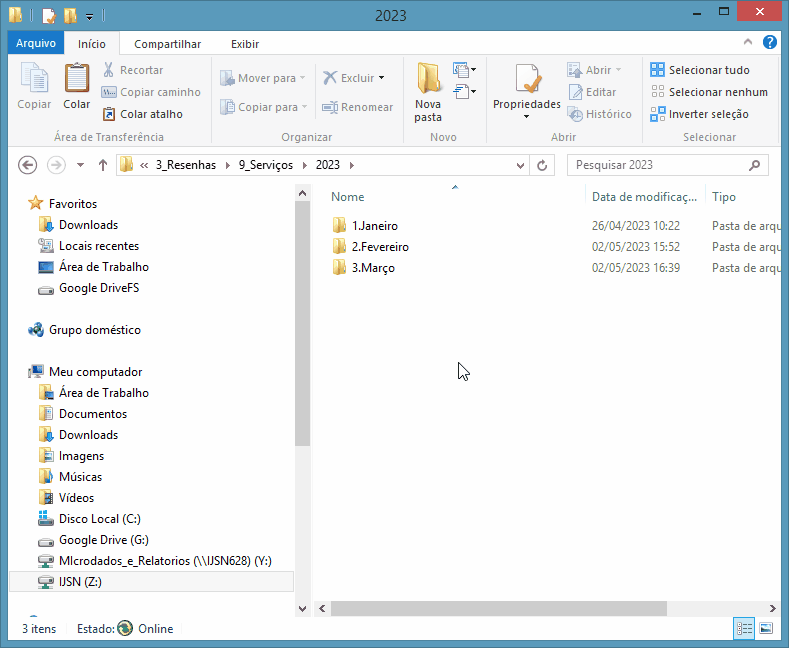 2023
Arquivo Início Compartilhar Exibir
Copiar
Colar
Recortar
Copiar caminho
Colar atalho
Área de Transferência
Mover para
Copiar para
Excluir
Renomear
Organizar
Nova
pasta
Novo
Propriedades
Abrir
Editar
Histórico
Abrir
Selecionar tudo
Selecionar nenhum
Inverter seleção
Selecionar
« 3_Resenhas 9_Serviços 2023
Pesquisar 2023
Favoritos
Downloads
Locais recentes
Área de Trabalho
Google DriveFS
Grupo doméstico
Meu computador
Área de Trabalho
Documentos
Downloads
Imagens
Músicas
Vídeos
Disco Local (C:)
Google Drive (G:)
MIcrodados_e_Relatorios (\\IJSN628) (Y:)
IJSN (Z:)
Nome Data de modificaç... Tipo
1.Janeiro 26/04/2023 10:22 Pasta de arqu
2.Fevereiro 02/05/2023 15:52 Pasta de arqu
3.Março 02/05/2023 16:39 Pasta de arqu
3 itens Estado: Online